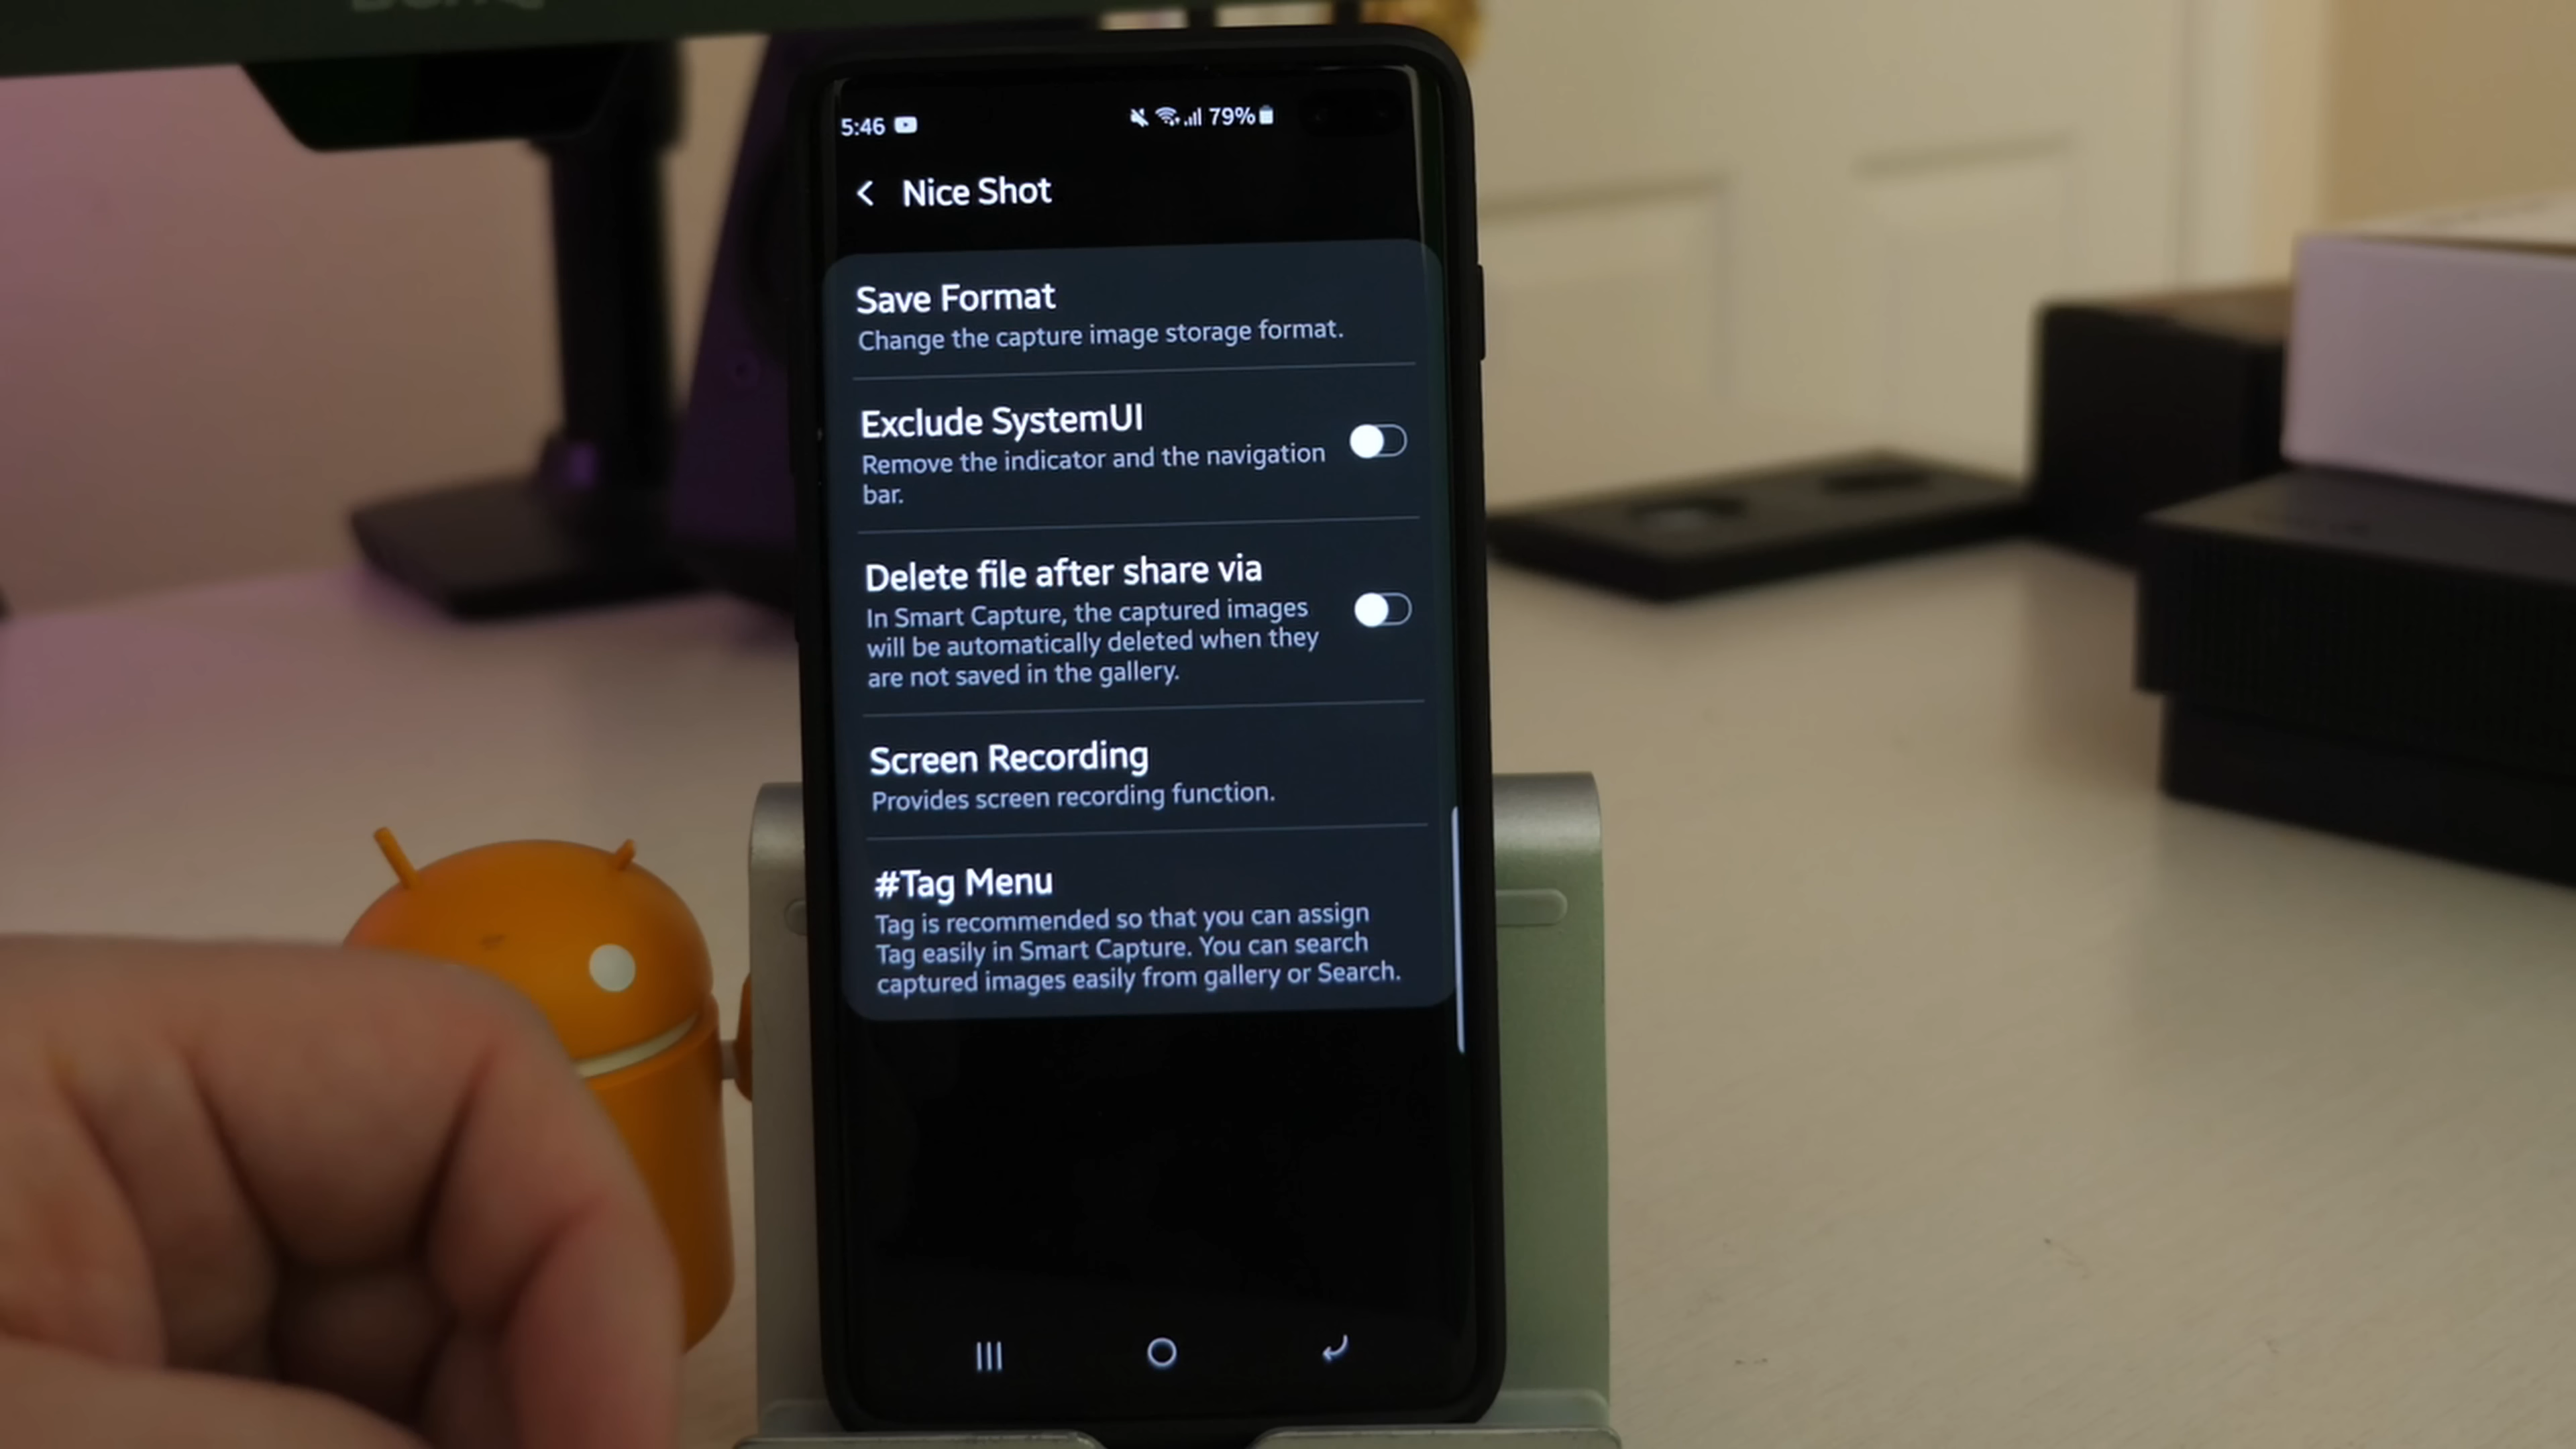 5:46 79%
Nice Shot
Save Format
Change the capture image storage format.
Exclude SystemUI
Remove the indicator and the navigation
bar.
Delete file after share via
In Smart Capture, the captured images
will be automatically deleted when they
are not saved in the gallery.
Screen Recording
Provides screen recording function.
#Tag Menu
Tag is recommended so that you can assign
Tag easily in Smart Capture. You can search
captured images easily from gallery or Search.